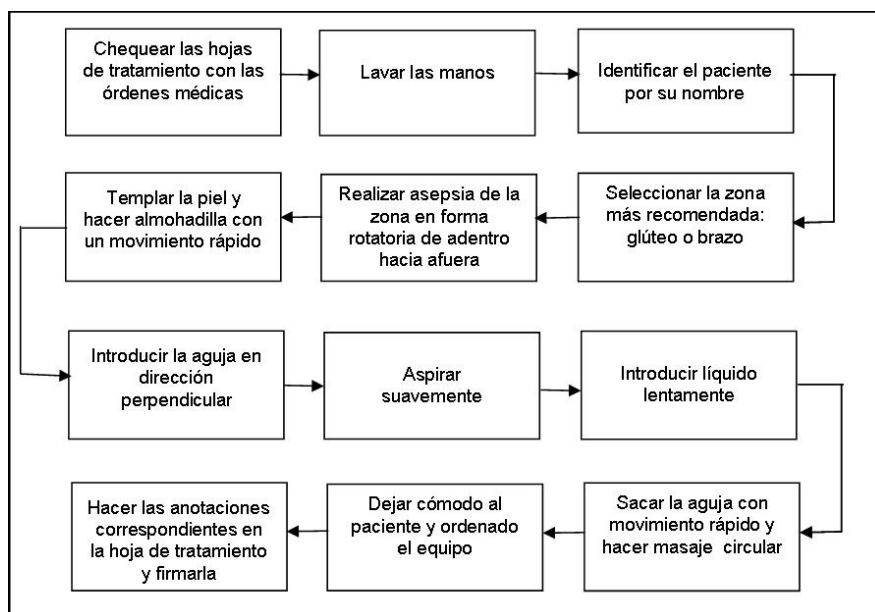 Chequear las hojas
de tratamiento con las
órdenes médicas
Lavar las manos
Identificar el paciente
por su nombre
Seleccionar la zona
más recomendada:
glúteo o brazo
Realizar asepsia de la
zona en forma
rotatoria de adentro
hacia afuera
Templar la piel y
hacer almohadilla con
un movimiento rápido
Introducir la aguja en
dirección
perpendicular
Aspirar
suavemente
Introducir líquido
lentamente
Sacar la aguja con
movimiento rápido y
hacer masaje circular
Dejar cómodo al
paciente y ordenado
el equipo
Hacer las anotaciones
correspondientes en
la hoja de tratamiento
y firmarla